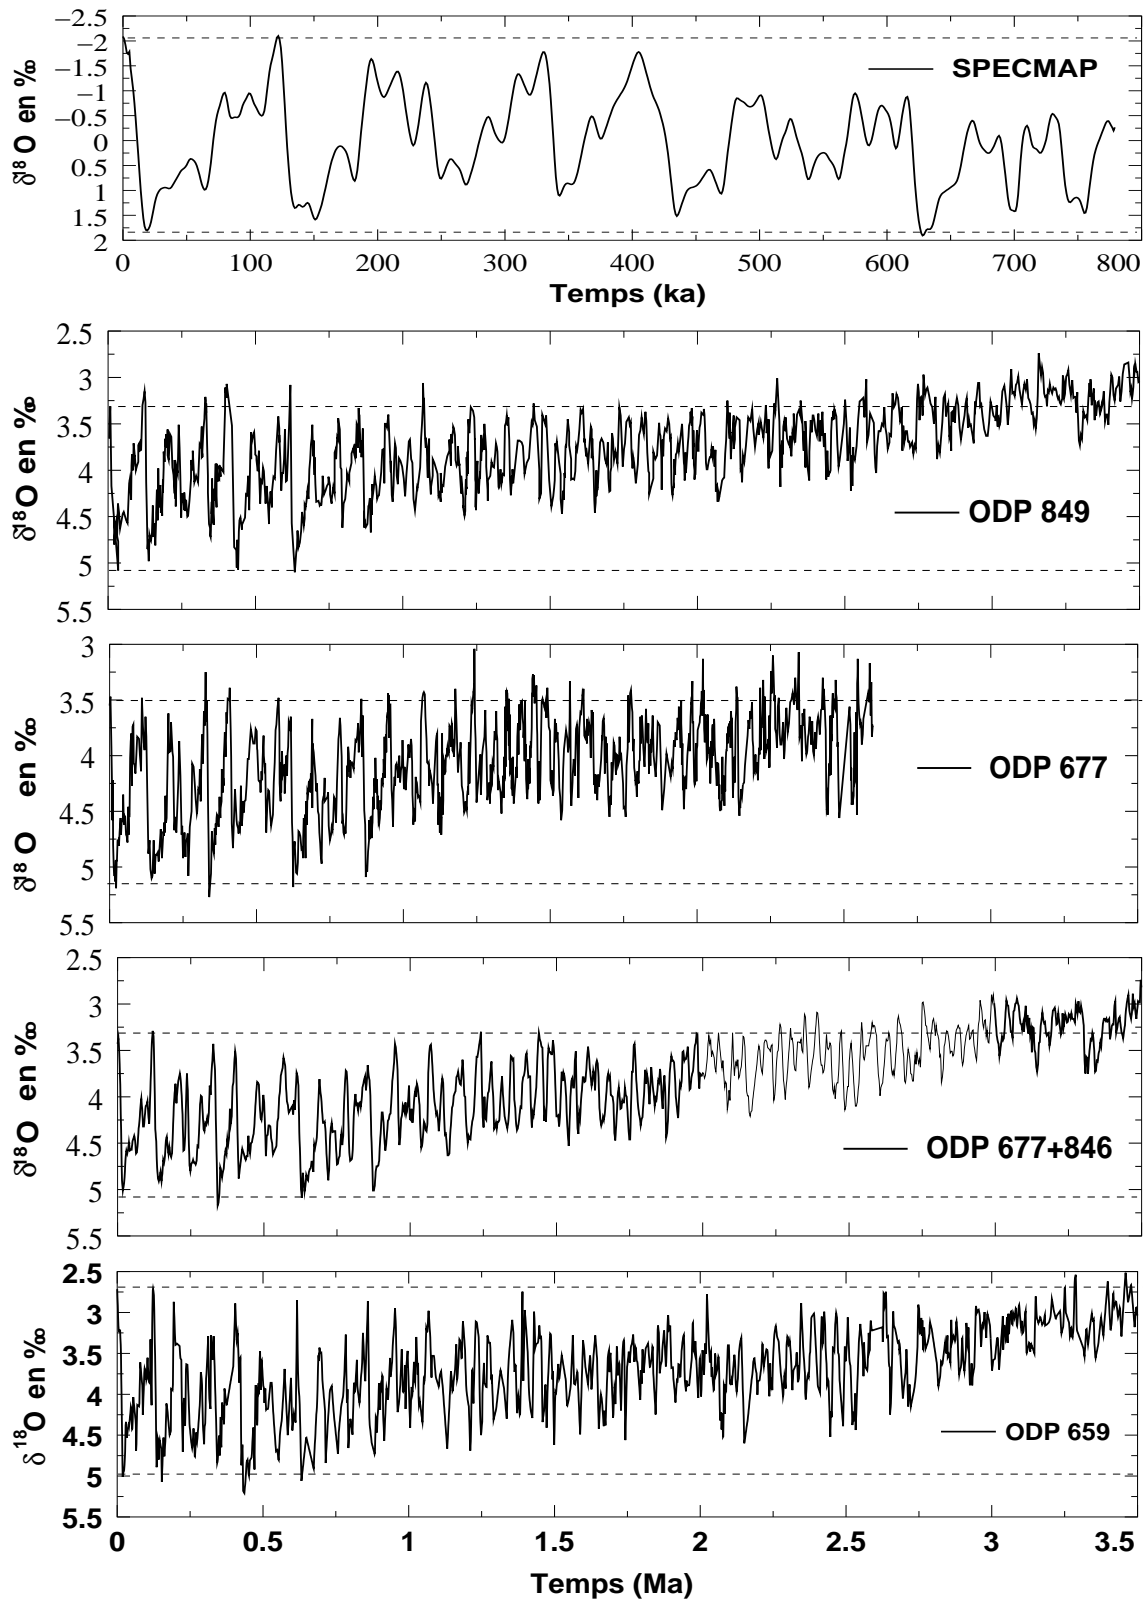 −2.5
−2
−1.5
−1
−0.5
0
0.5
1
1.5
2
δ¹⁸O en ‰
SPECMAP
0 100 200 300 400 500 600 700 800
Temps (ka)
2.5
3
3.5
4
4.5
5
5.5
δ¹⁸O en ‰
ODP 849
3
3.5
4
4.5
5
5.5
δ¹⁸O en ‰
ODP 677
2.5
3
3.5
4
4.5
5
5.5
δ¹⁸O en ‰
ODP 677+846
2.5
3
3.5
4
4.5
5
5.5
δ¹⁸O en ‰
ODP 659
0 0.5 1 1.5 2 2.5 3 3.5
Temps (Ma)